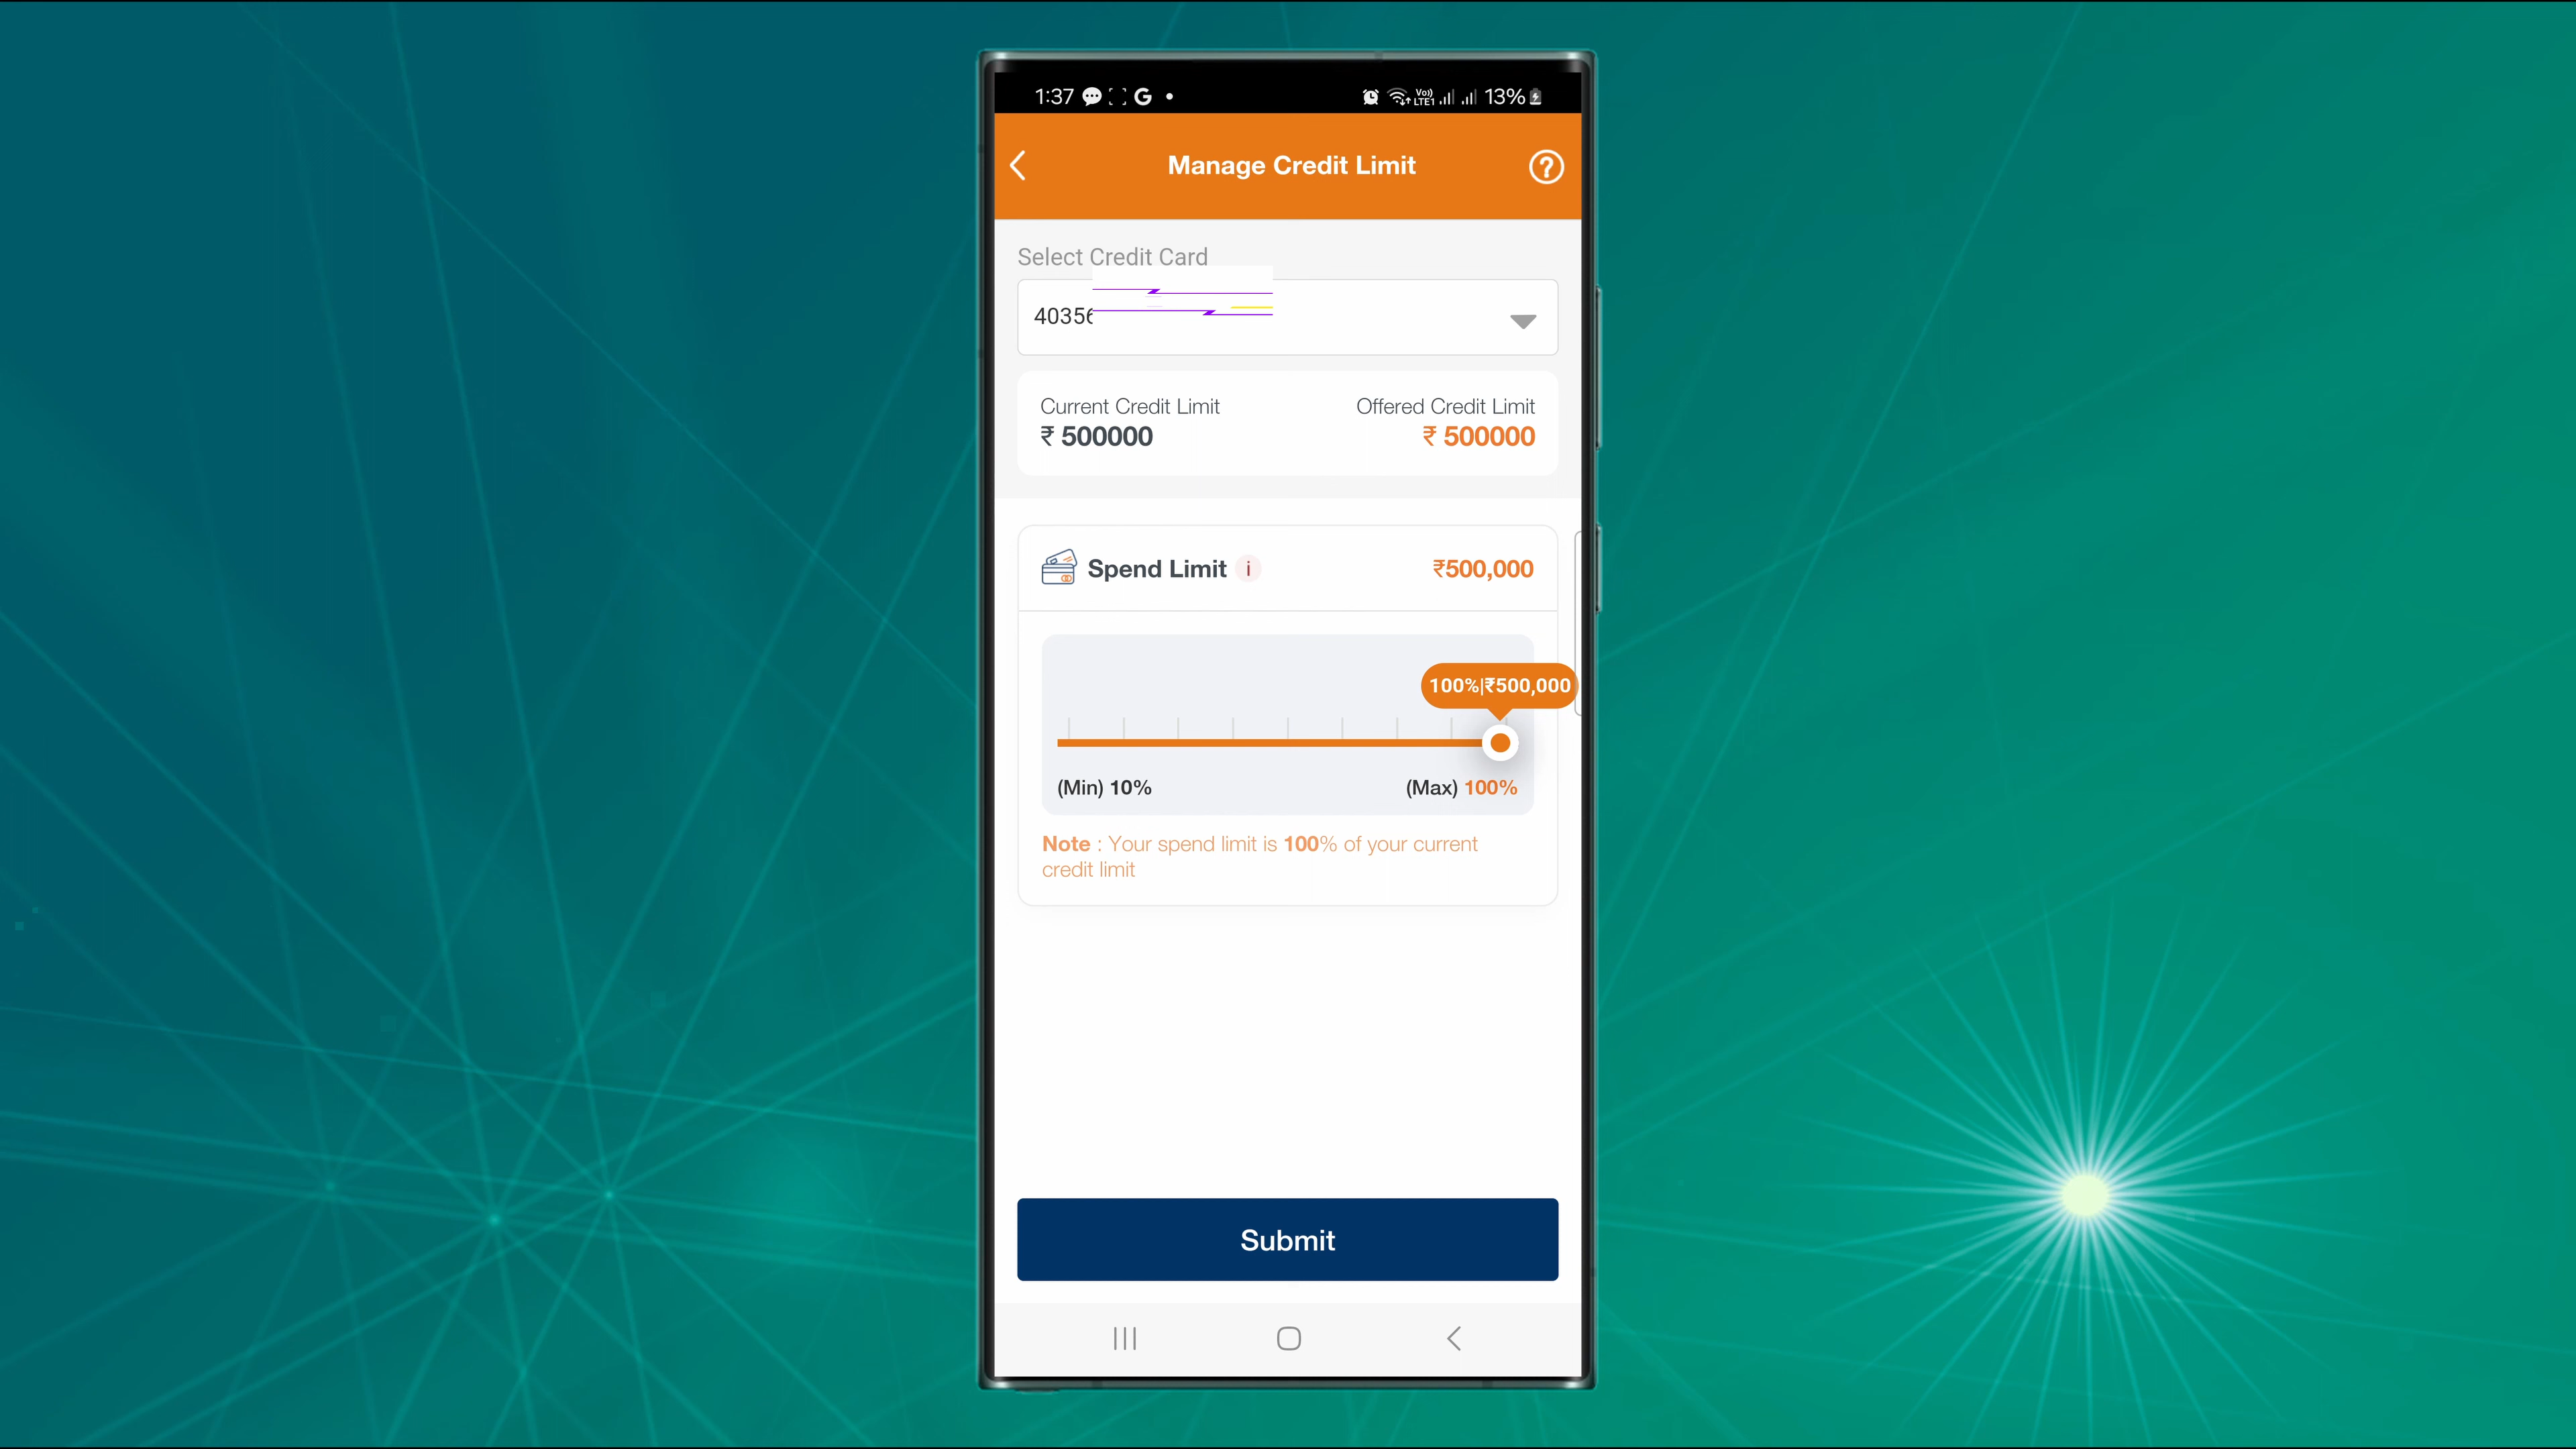 1:37 G 13%
Vo))
LTE1
Manage Credit Limit
?
Select Credit Card
40356
Current Credit Limit Offered Credit Limit
₹ 500000 ₹ 500000
Spend Limit i ₹500,000
100%|₹500,000
(Min) 10% (Max) 100%
Note : Your spend limit is 100% of your current
credit limit
Submit